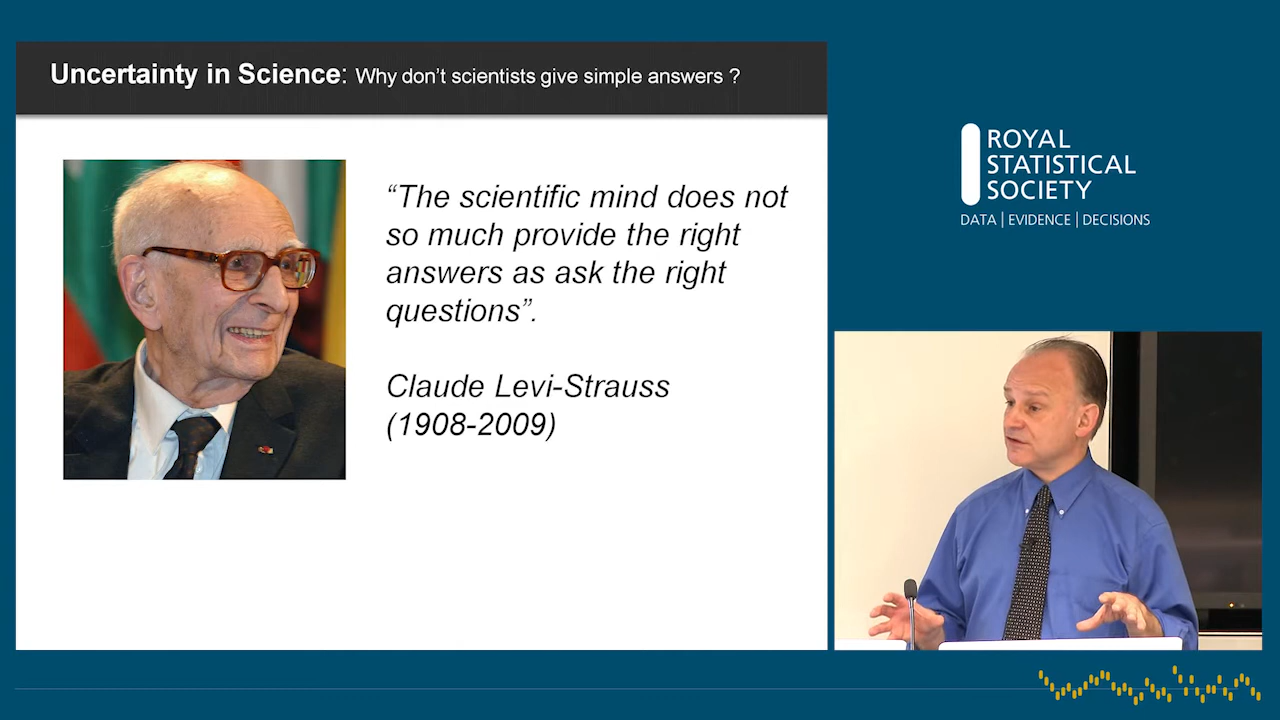 Uncertainty in Science: Why don’t scientists give simple answers ?
“The scientific mind does not
so much provide the right
answers as ask the right
questions”.
Claude Levi-Strauss
(1908-2009)
ROYAL
STATISTICAL
SOCIETY
DATA | EVIDENCE | DECISIONS